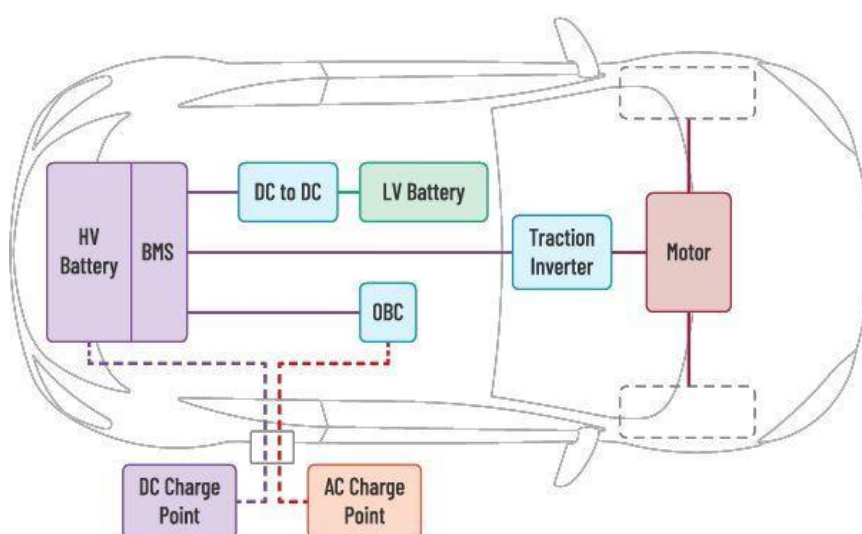 DC to DC
LV Battery
HV
Battery
BMS
Traction
Inverter
Motor
OBC
DC Charge
Point
AC Charge
Point